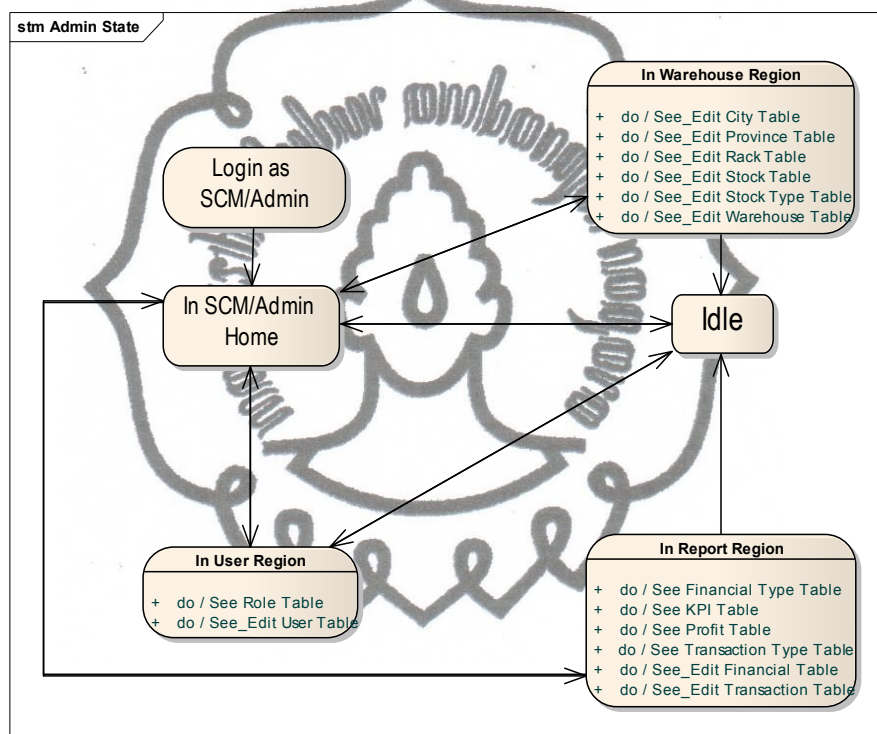 stm Admin State
In Warehouse Region
+ do / See_Edit City Table
+ do / See_Edit Province Table
+ do / See_Edit Rack Table
+ do / See_Edit Stock Table
+ do / See_Edit Stock Type Table
+ do / See_Edit Warehouse Table
Login as
SCM/Admin
In SCM/Admin
Home
Idle
In User Region
+ do / See Role Table
+ do / See_Edit User Table
In Report Region
+ do / See Financial Type Table
+ do / See KPI Table
+ do / See Profit Table
+ do / See Transaction Type Table
+ do / See_Edit Financial Table
+ do / See_Edit Transaction Table